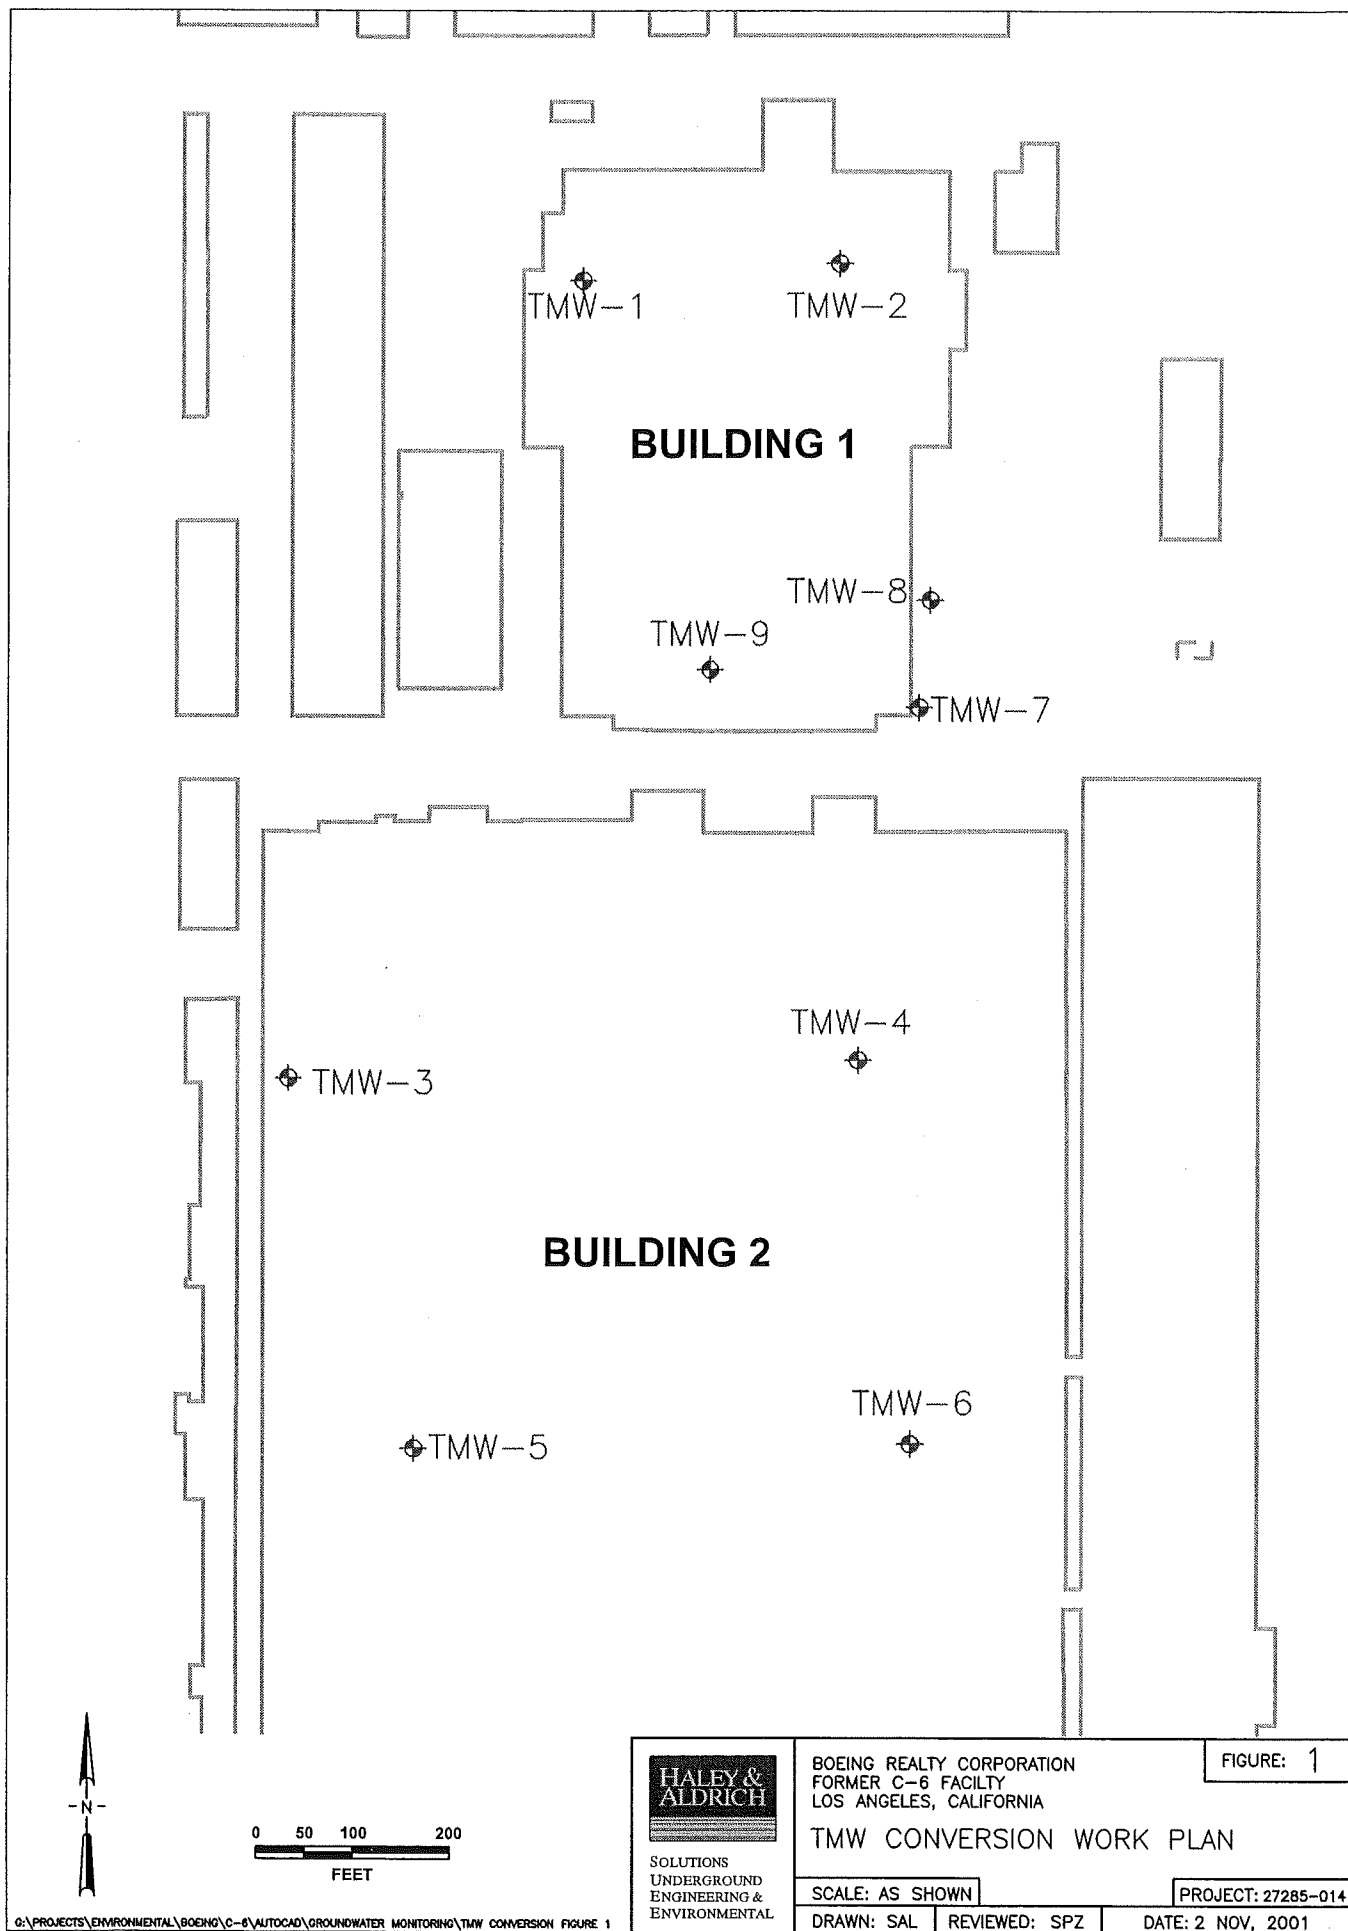 TMW-1
TMW-2
BUILDING 1
TMW-8
TMW-9
TMW-7
TMW-4
TMW-3
BUILDING 2
TMW-6
TMW-5
-N-
0 50 100 200
FEET
G:\PROJECTS\ENVIRONMENTAL\BOEING\C-6\AUTOCAD\GROUNDWATER MONITORING\TMW CONVERSION FIGURE 1
HALEY &
ALDRICH
SOLUTIONS
UNDERGROUND
ENGINEERING &
ENVIRONMENTAL
BOEING REALTY CORPORATION
FORMER C-6 FACILTY
LOS ANGELES, CALIFORNIA
FIGURE: 1
TMW CONVERSION WORK PLAN
SCALE: AS SHOWN
PROJECT: 27285-014
DRAWN: SAL
REVIEWED: SPZ
DATE: 2 NOV, 2001